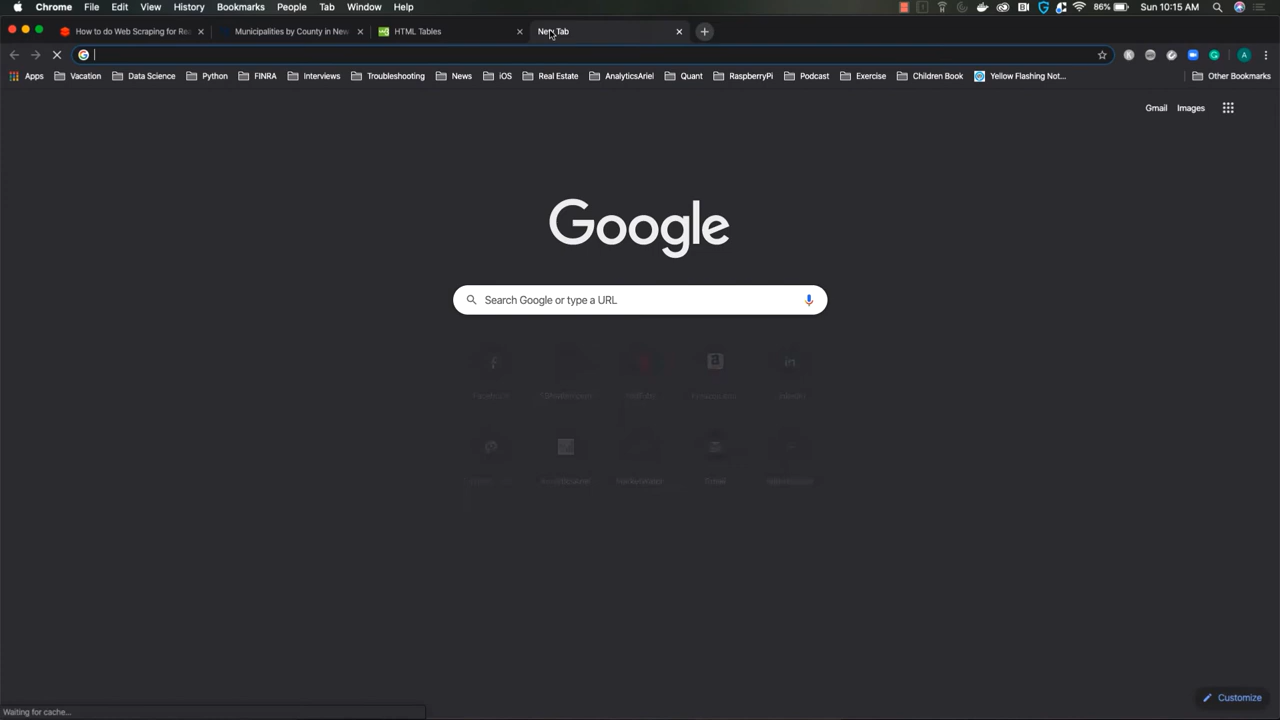 Chrome File Edit View History Bookmarks People Tab Window Help 86% Sun 10:15 AM
How to do Web Scraping for Re Municipalities by County in New HTML Tables New Tab
Apps Vacation Data Science Python FINRA Interviews Troubleshooting News iOS Real Estate AnalyticsAriel Quant RaspberryPi Podcast Exercise Children Book Yellow Flashing Not... Other Bookmarks
Gmail Images
Google
Search Google or type a URL
Customize
Waiting for cache...